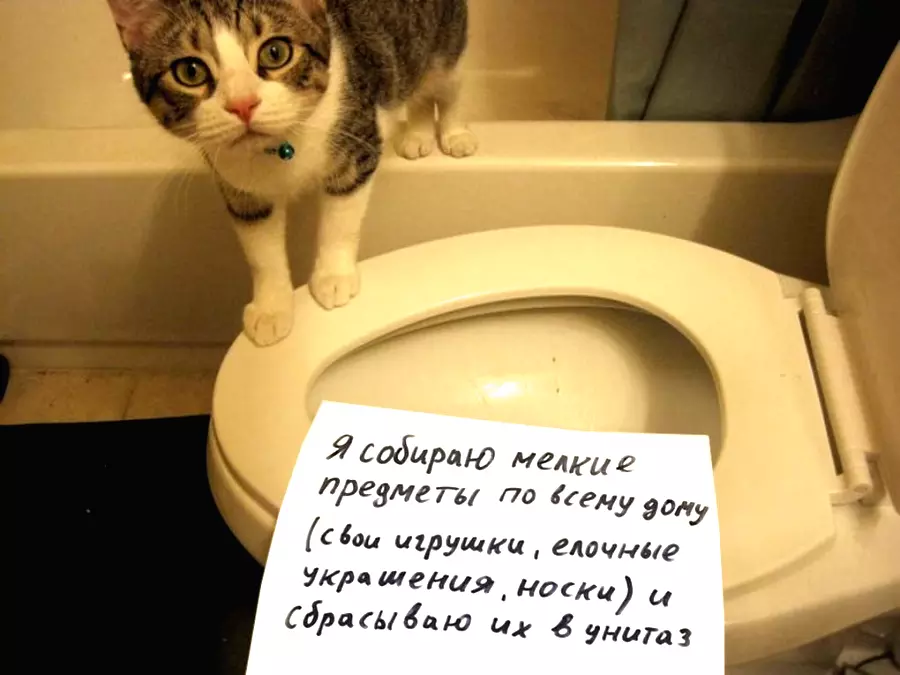 Я собираю мелкие
предметы по всему дому
(свои игрушки, елочные
украшения, носки) и
сбрасываю их в унитаз